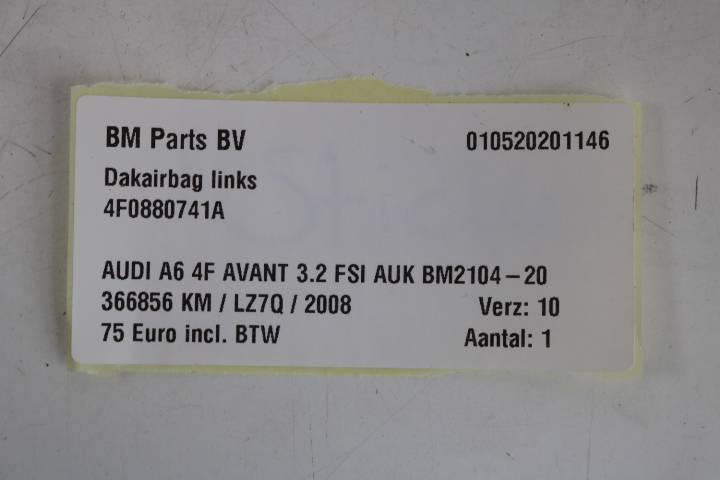 BM Parts BV 010520201146
Dakairbag links
4F0880741A
AUDI A6 4F AVANT 3.2 FSI AUK BM2104-20
366856 KM / LZ7Q / 2008 Verz: 10
75 Euro incl. BTW Aantal: 1